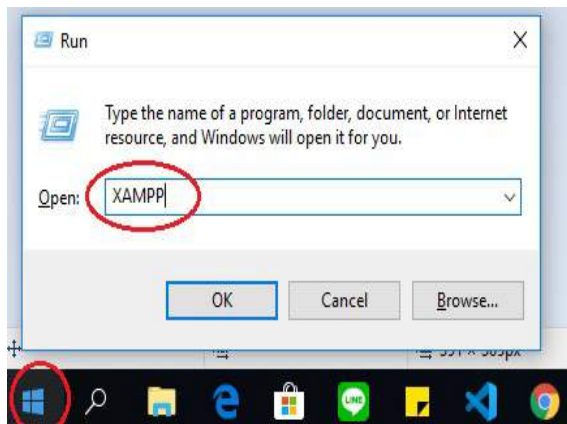 Run
Type the name of a program, folder, document, or Internet
resource, and Windows will open it for you.
Open: XAMPP
OK Cancel Browse...
LINE